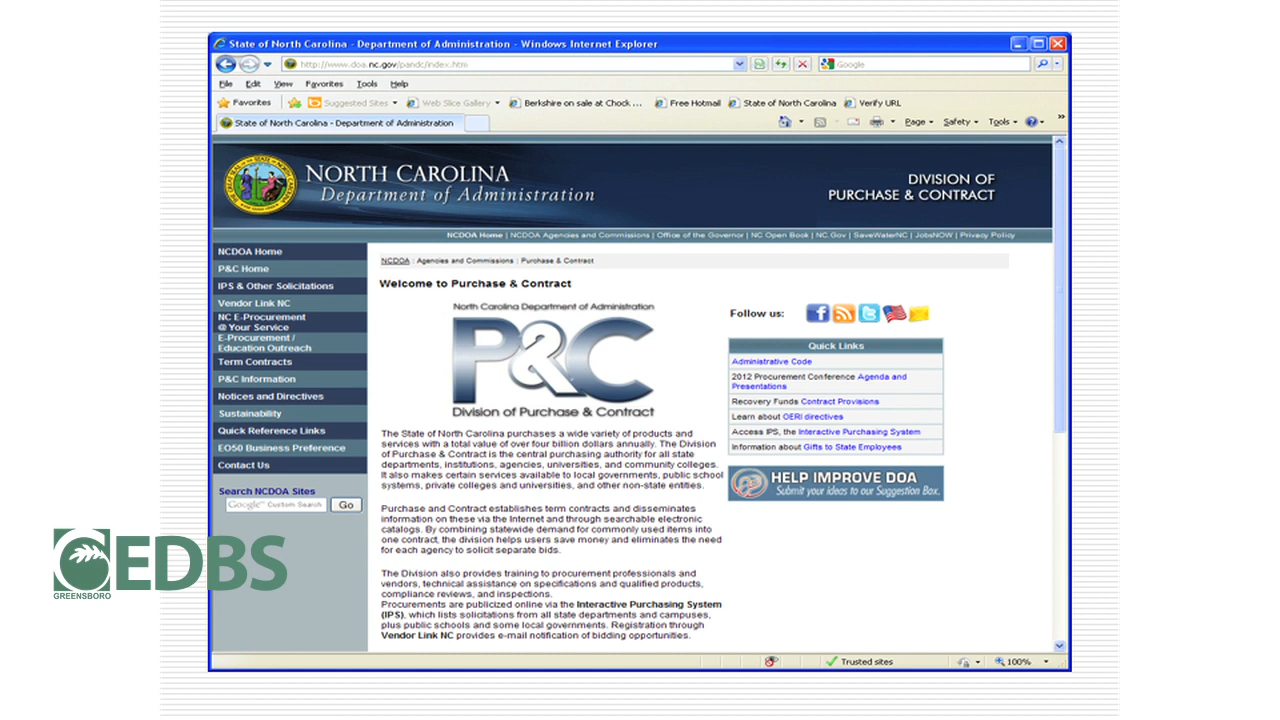 State of North Carolina - Department of Administration - Windows Internet Explorer
http://www.doa.nc.gov/pandc/index.htm
Google
File Edit View Favorites Tools Help
Favorites Suggested Sites Web Slice Gallery Berkshire on sale at Chock .... Free Hotmail State of North Carolina Verify URL
State of North Carolina - Department of Administration
Page Safety Tools
NORTH CAROLINA
Department of Administration
DIVISION OF
PURCHASE & CONTRACT
NCDOA Home | NCDOA Agencies and Commissions | Office of the Governor | NC Open Book | NC.Gov | SaveWaterNC | JobsNOW | Privacy Policy
NCDOA Home
P&C Home
IPS & Other Solicitations
Vendor Link NC
NC E-Procurement
@ Your Service
E-Procurement /
Education Outreach
Term Contracts
P&C Information
Notices and Directives
Sustainability
Quick Reference Links
EO50 Business Preference
Contact Us
Search NCDOA Sites
Google™ Custom Search
Go
NCDOA : Agencies and Commissions : Purchase & Contract
Welcome to Purchase & Contract
North Carolina Department of Administration
P&C
Division of Purchase & Contract
The State of North Carolina purchases a wide variety of products and
services with a total value of over four billion dollars annually. The Division
of Purchase & Contract is the central purchasing authority for all state
departments, institutions, agencies, universities, and community colleges.
It also makes certain services available to local governments, public school
systems, private colleges and universities, and other non-state entities.
Purchase and Contract establishes term contracts and disseminates
information on these via the Internet and through searchable electronic
catalogs. By combining statewide demand for commonly used items into
one contract, the division helps users save money and eliminates the need
for each agency to solicit separate bids.
The Division also provides training to procurement professionals and
vendors, technical assistance on specifications and qualified products,
compliance reviews, and inspections.
Procurements are publicized online via the Interactive Purchasing System
(IPS), which lists solicitations from all state departments and campuses,
plus public schools and some local governments. Registration through
Vendor Link NC provides e-mail notification of bidding opportunities.
Follow us:
Quick Links
Administrative Code
2012 Procurement Conference Agenda and
Presentations
Recovery Funds Contract Provisions
Learn about OERI directives
Access IPS, the Interactive Purchasing System
Information about Gifts to State Employees
HELP IMPROVE DOA
Submit your ideas to our Suggestion Box.
Trusted sites
100%
EDBS
GREENSBORO